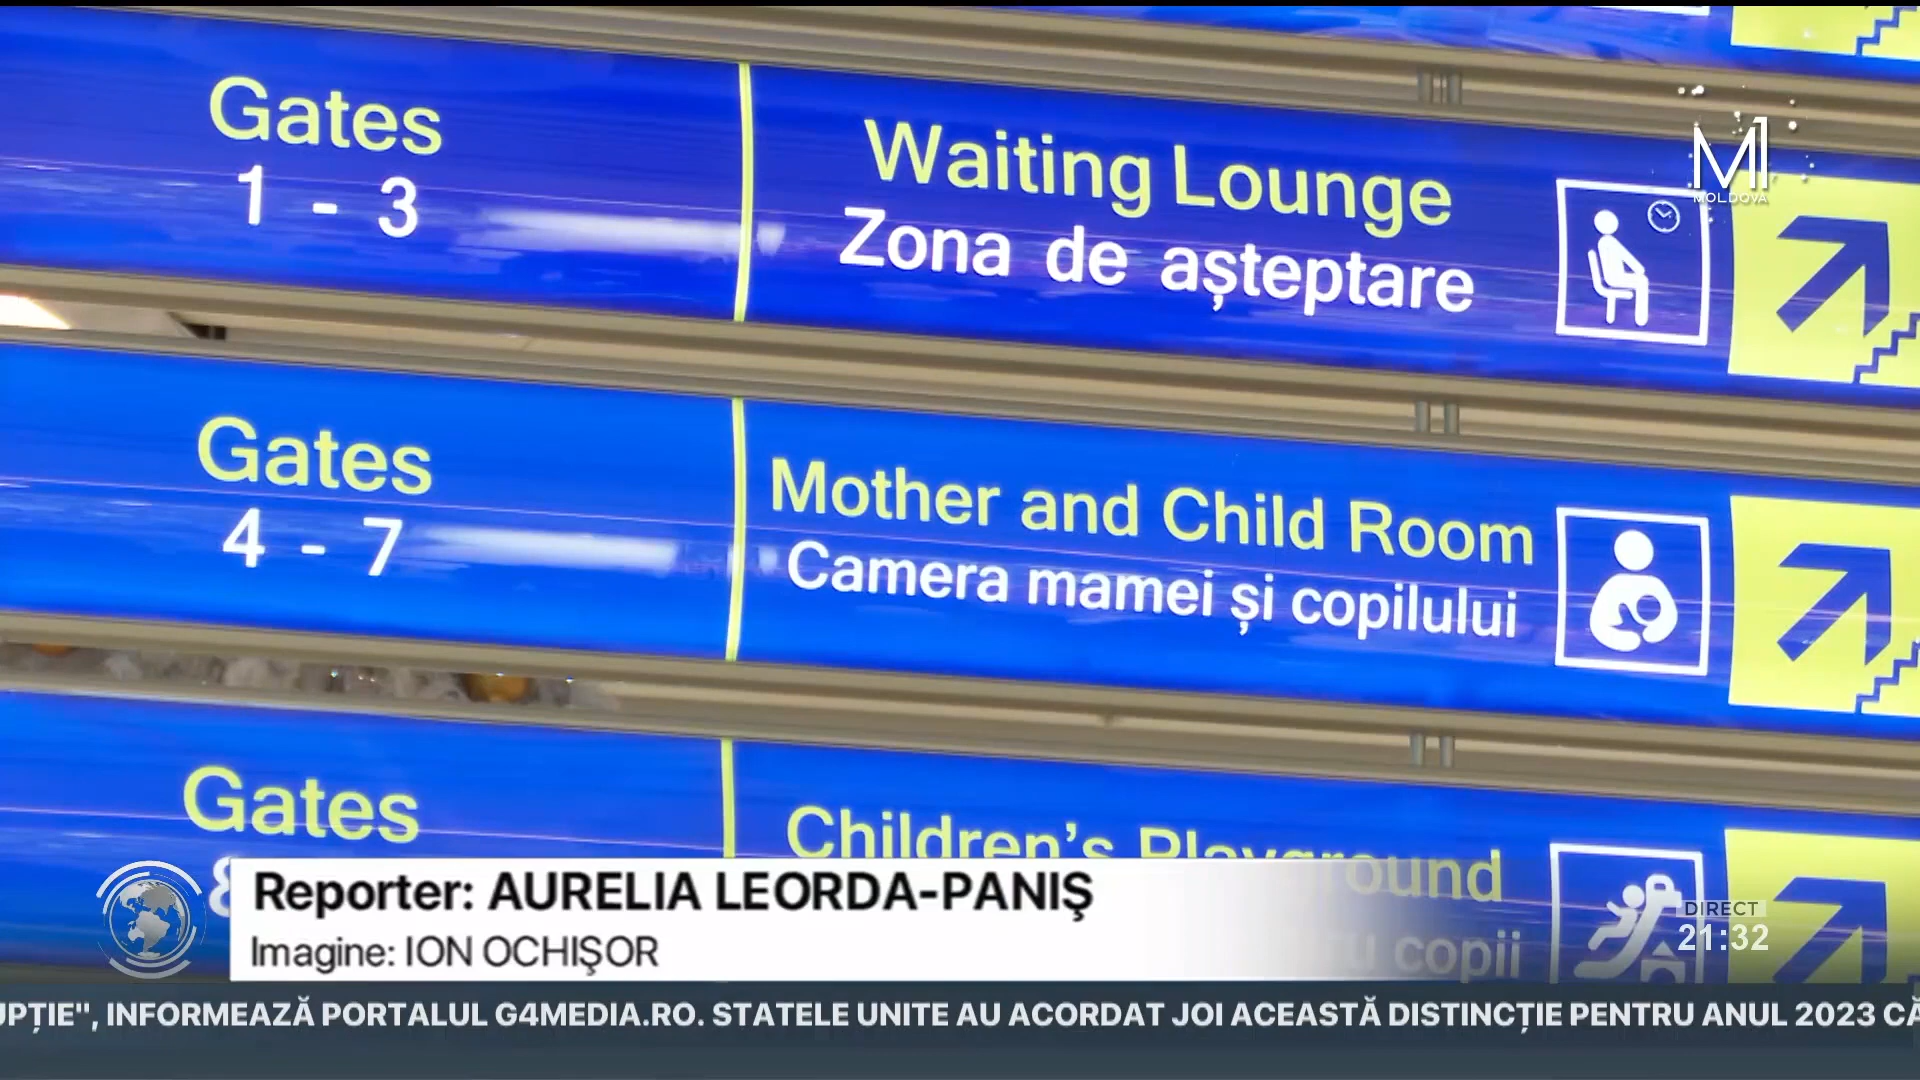 Gates
1 - 3
Waiting Lounge
Zona de așteptare
M1
MOLDOVA
Gates
4 - 7
Mother and Child Room
Camera mamei și copilului
Gates
Children's Playground
copii
Reporter: AURELIA LEORDA-PANIŞ
Imagine: ION OCHIŞOR
DIRECT
21:32
", INFORMEAZĂ PORTALUL G4MEDIA.RO. STATELE UNITE AU ACORDAT JOI ACEASTĂ DISTINCȚIE PENTRU ANUL 2023